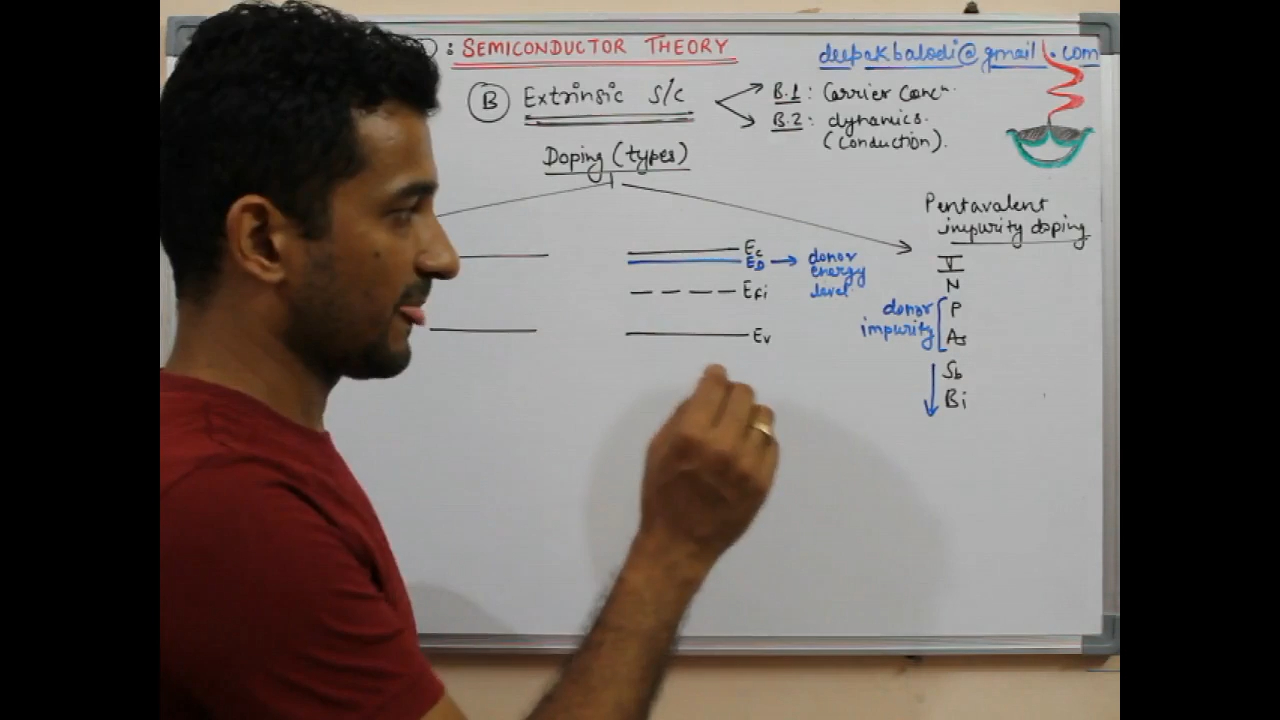 : SEMICONDUCTOR THEORY
deepakbalodi@gmail.com
B Extrinsic S/C
B.1 : Carrier Concn.
B.2 : dynamics.
(Conduction).
Doping (types)
Pentavalent
impurity doping
V
N
P
As
Sb
Bi
donor
impurity
Ec
ED
donor
energy
level
Efi
Ev